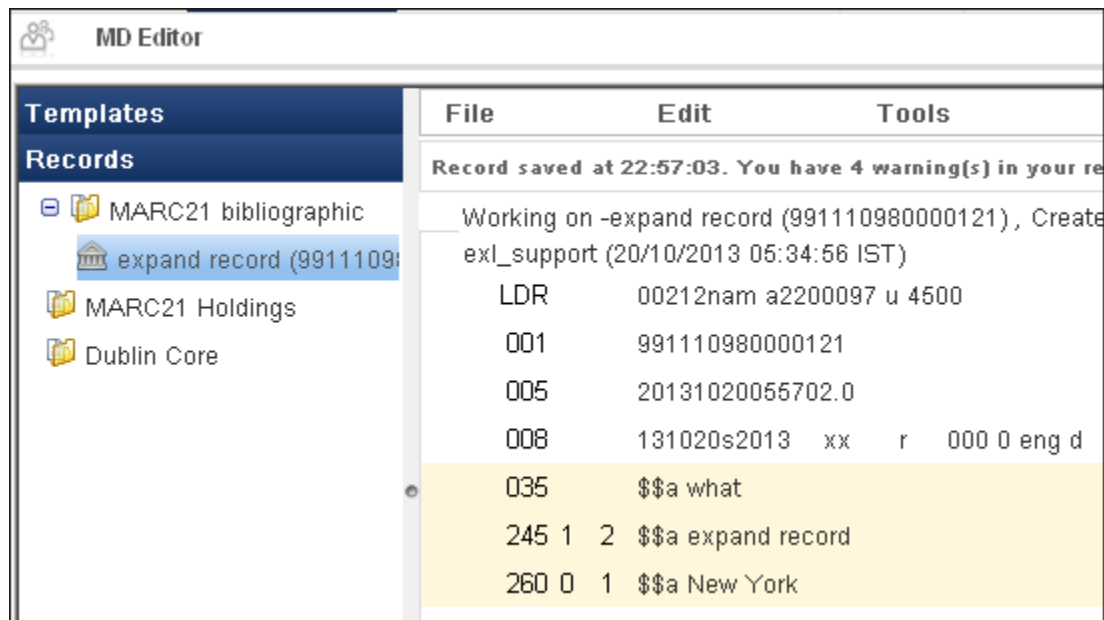 MD Editor
Templates
Records
MARC21 bibliographic
expand record (9911109
MARC21 Holdings
Dublin Core
File Edit Tools
Record saved at 22:57:03. You have 4 warning(s) in your re
Working on -expand record (991110980000121) , Create
exl_support (20/10/2013 05:34:56 IST)
LDR 00212nam a2200097 u 4500
001 991110980000121
005 20131020055702.0
008 131020s2013 xx r 000 0 eng d
035 $$a what
245 1 2 $$a expand record
260 0 1 $$a New York